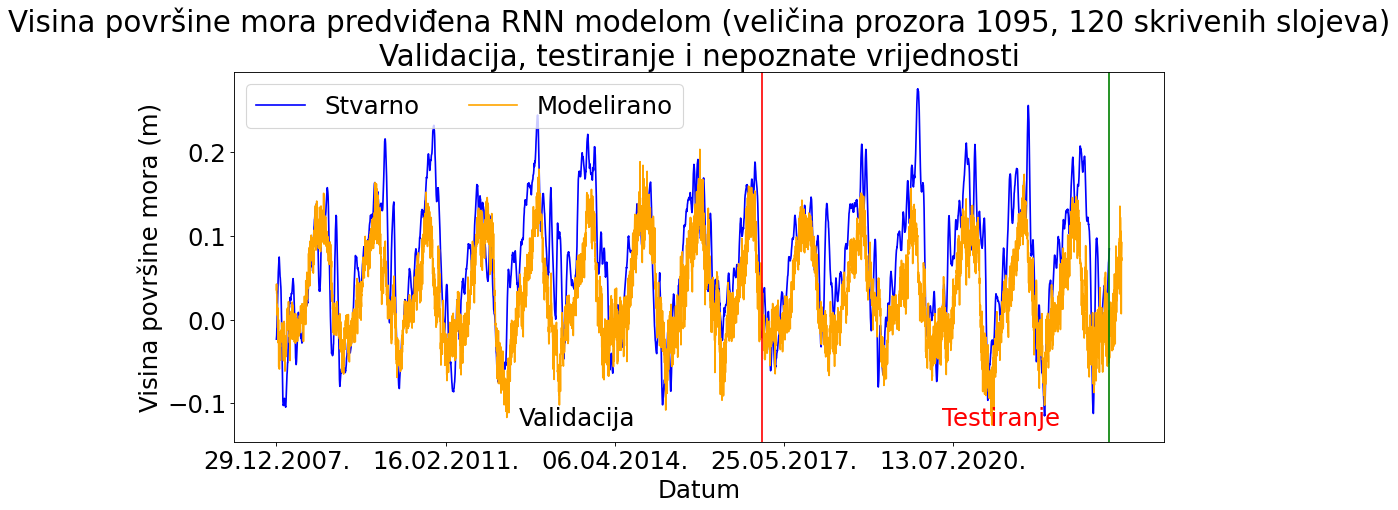 Visina površine mora predviđena RNN modelom (veličina prozora 1095, 120 skrivenih slojeva)
Validacija, testiranje i nepoznate vrijednosti
Stvarno
Modelirano
Visina površine mora (m)
0.2
0.1
0.0
−0.1
Validacija
Testiranje
29.12.2007.
16.02.2011.
06.04.2014.
25.05.2017.
13.07.2020.
Datum